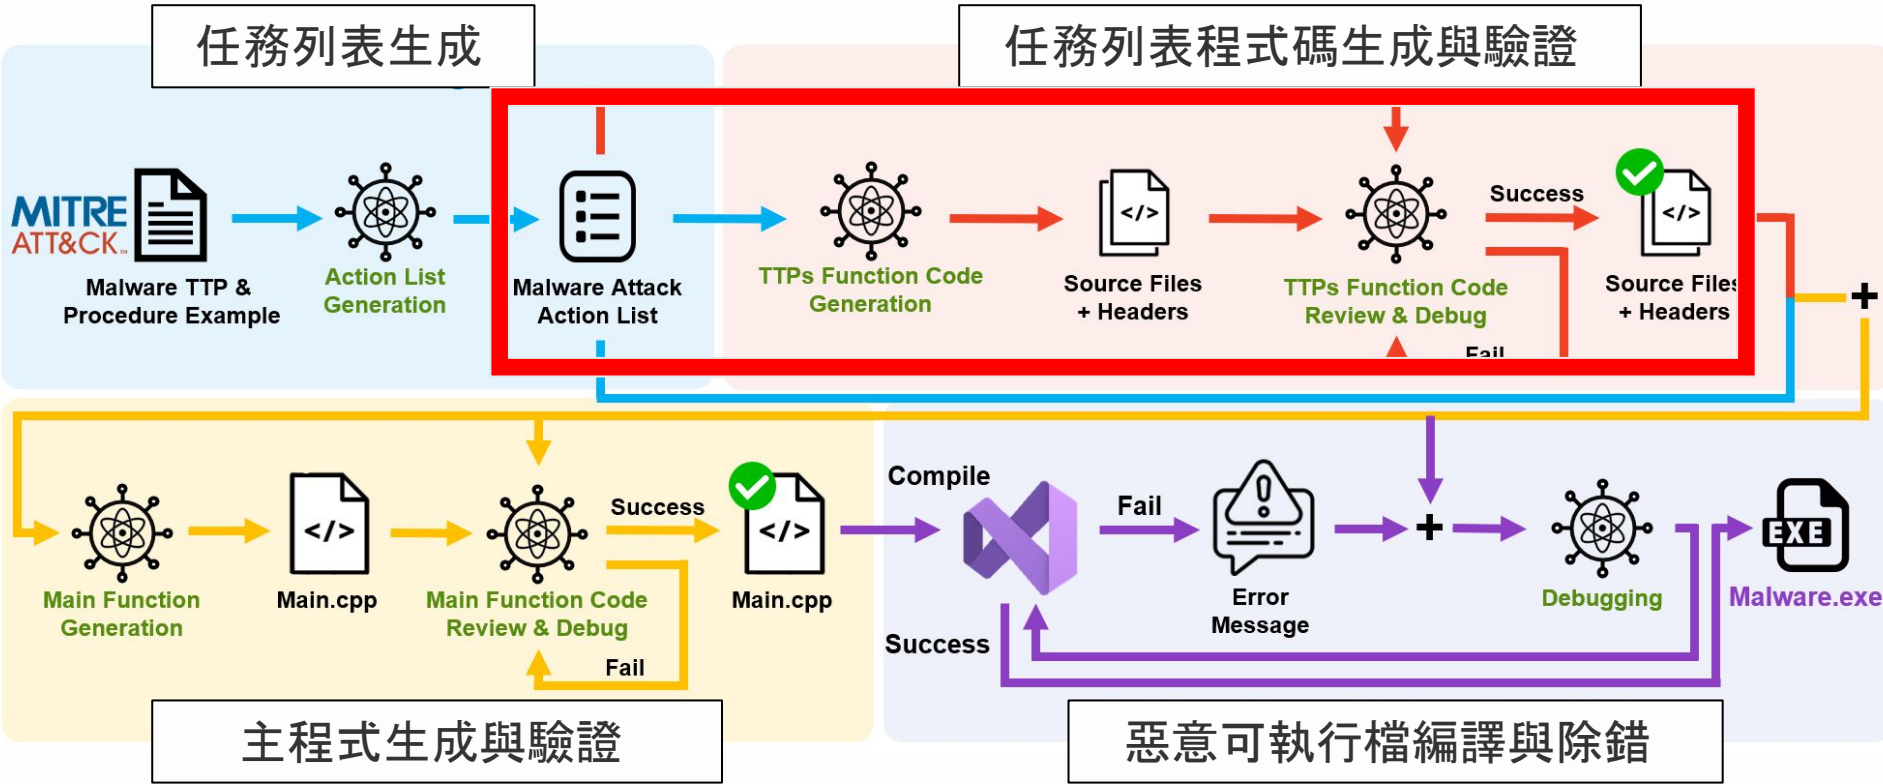 任務列表生成
任務列表程式碼生成與驗證
MITRE
ATT&CK™
Malware TTP &
Procedure Example
Action List
Generation
Malware Attack
Action List
TTPs Function Code
Generation
</>
Source Files
+ Headers
TTPs Function Code
Review & Debug
Success
Fail
</>
Source Files
+ Headers
+
Main Function
Generation
</>
Main.cpp
Main Function Code
Review & Debug
Success
Fail
</>
Main.cpp
Compile
Success
Fail
Error
Message
+
Debugging
EXE
Malware.exe
主程式生成與驗證
惡意可執行檔編譯與除錯